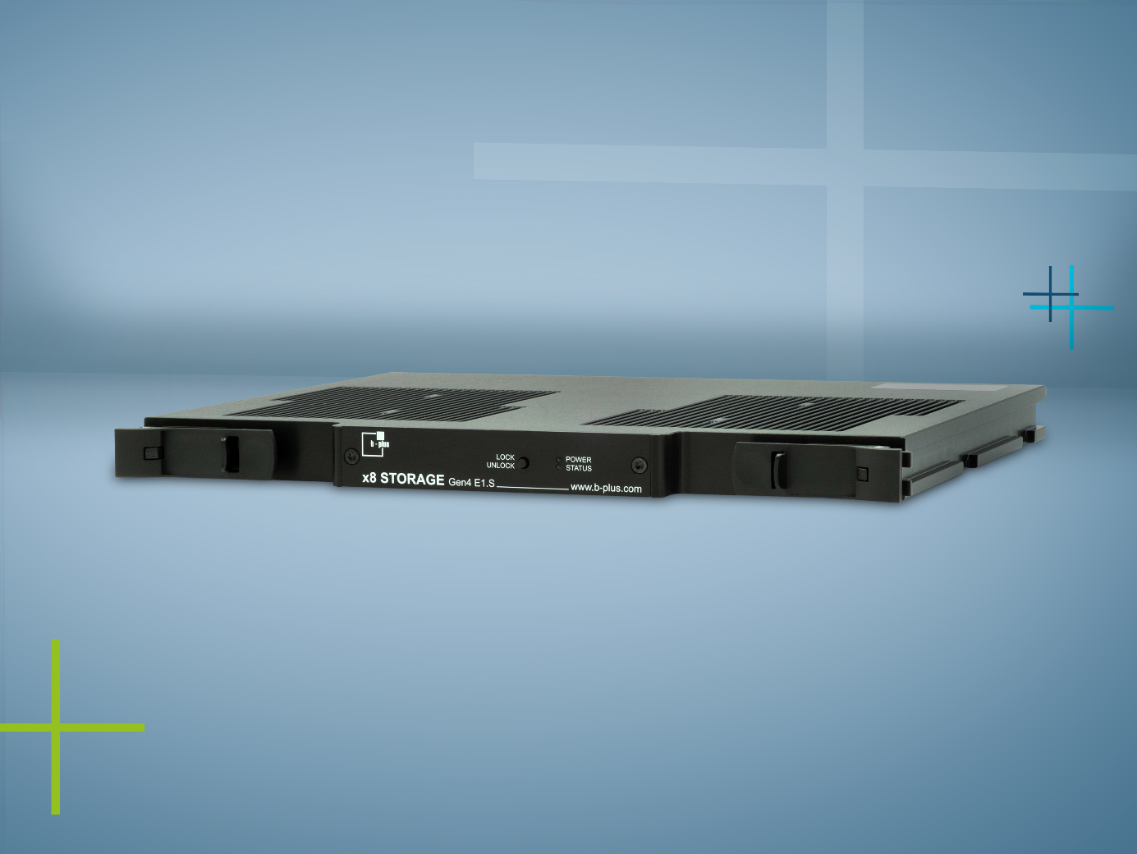 b - plus
LOCK
UNLOCK
POWER
STATUS
x8 STORAGE Gen4 E1.S
www.b-plus.com